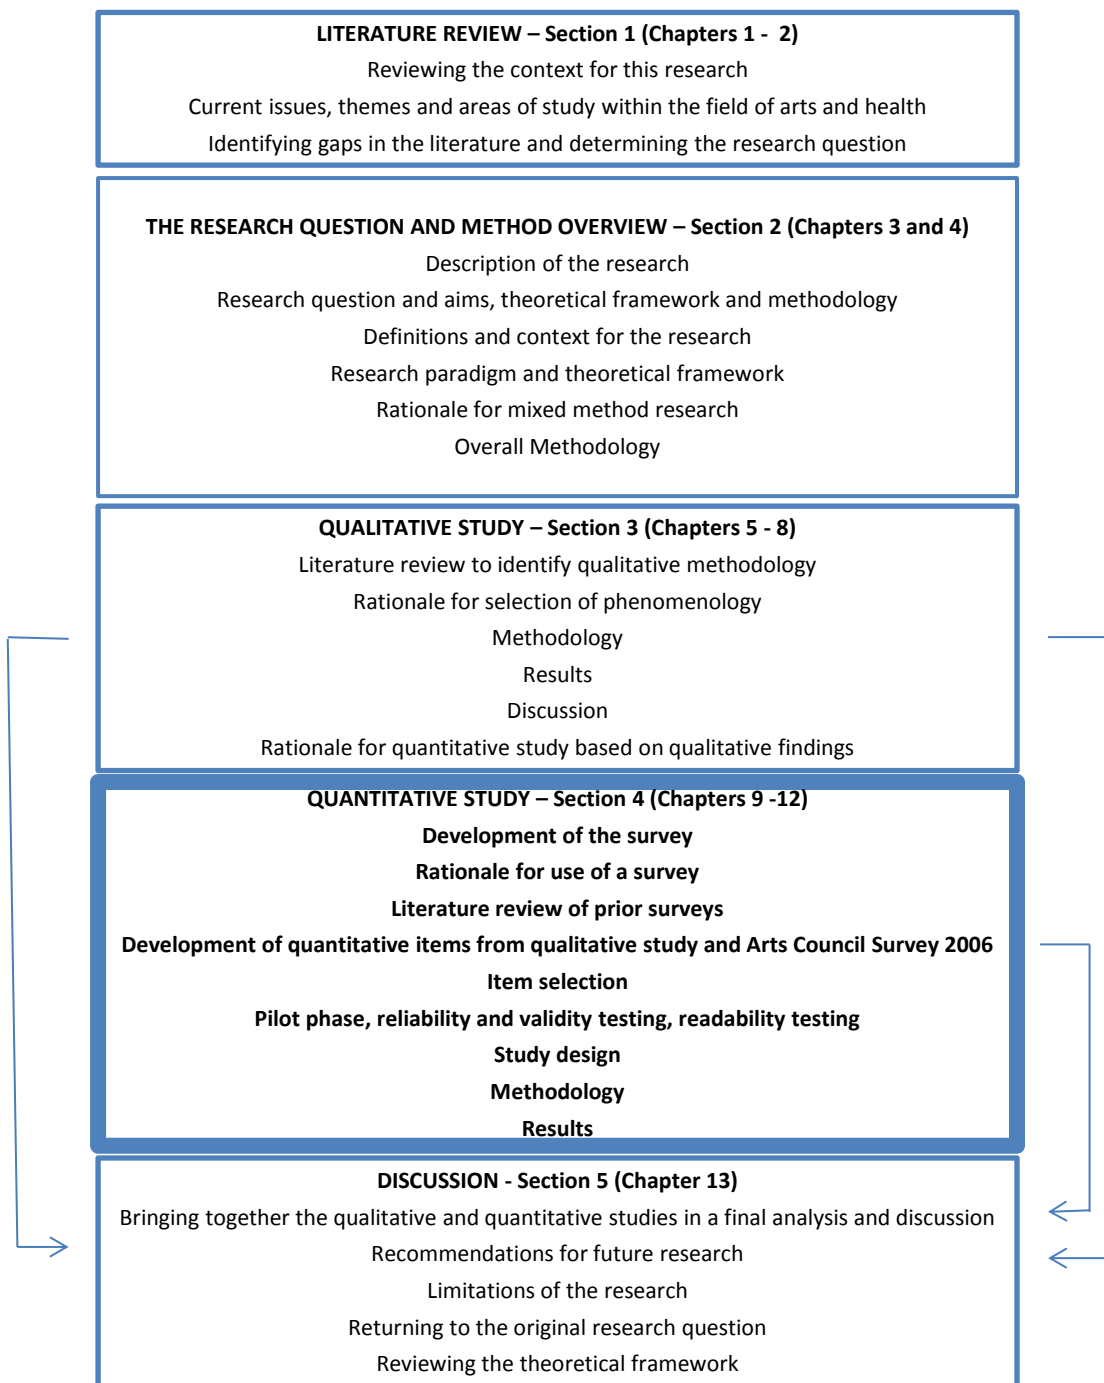 LITERATURE REVIEW – Section 1 (Chapters 1 - 2)
Reviewing the context for this research
Current issues, themes and areas of study within the field of arts and health
Identifying gaps in the literature and determining the research question
THE RESEARCH QUESTION AND METHOD OVERVIEW – Section 2 (Chapters 3 and 4)
Description of the research
Research question and aims, theoretical framework and methodology
Definitions and context for the research
Research paradigm and theoretical framework
Rationale for mixed method research
Overall Methodology
QUALITATIVE STUDY – Section 3 (Chapters 5 - 8)
Literature review to identify qualitative methodology
Rationale for selection of phenomenology
Methodology
Results
Discussion
Rationale for quantitative study based on qualitative findings
QUANTITATIVE STUDY – Section 4 (Chapters 9 -12)
Development of the survey
Rationale for use of a survey
Literature review of prior surveys
Development of quantitative items from qualitative study and Arts Council Survey 2006
Item selection
Pilot phase, reliability and validity testing, readability testing
Study design
Methodology
Results
DISCUSSION - Section 5 (Chapter 13)
Bringing together the qualitative and quantitative studies in a final analysis and discussion
Recommendations for future research
Limitations of the research
Returning to the original research question
Reviewing the theoretical framework